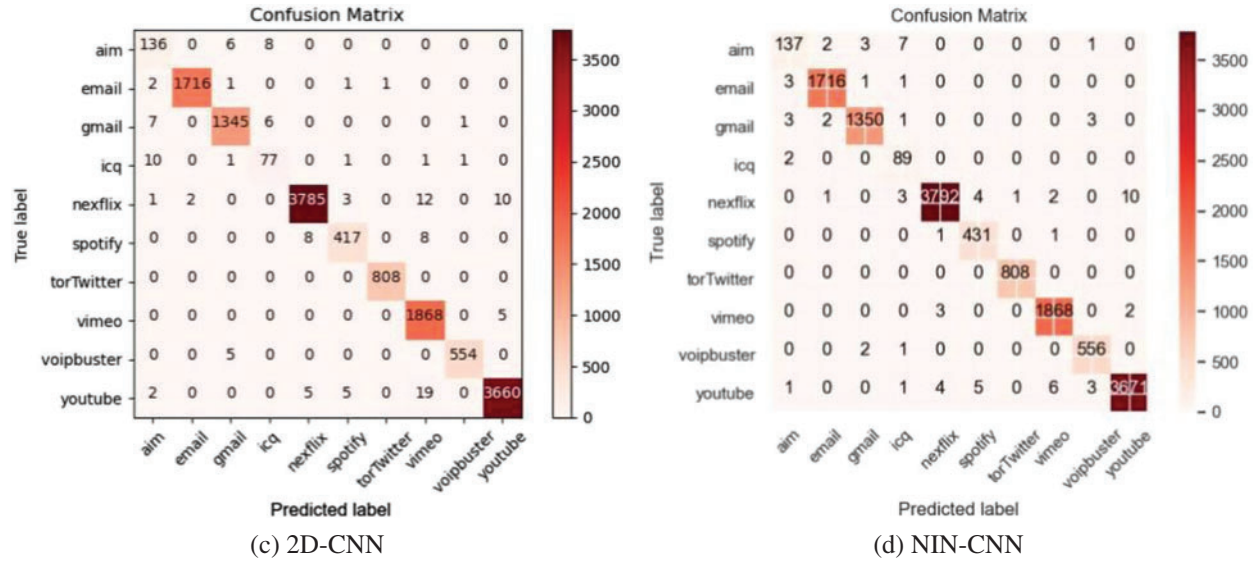 Confusion Matrix
aim 136 0 6 8 0 0 0 0 0 0
email 2 1716 1 0 0 1 1 0 0 0
gmail 7 0 1345 6 0 0 0 0 1 0
icq 10 0 1 77 0 1 0 1 1 0
nexflix 1 2 0 0 3785 3 0 12 0 10
spotify 0 0 0 0 8 417 0 8 0 0
torTwitter 0 0 0 0 0 0 808 0 0 0
vimeo 0 0 0 0 0 0 0 1868 0 5
voipbuster 0 0 5 0 0 0 0 0 554 0
youtube 2 0 0 0 5 5 0 19 0 3660
True label
aim email gmail icq nexflix spotify torTwitter vimeo voipbuster youtube
Predicted label
3500
3000
2500
2000
1500
1000
500
0
(c) 2D-CNN
Confusion Matrix
aim 137 2 3 7 0 0 0 0 1 0
email 3 1716 1 1 0 0 0 0 0 0
gmail 3 2 1350 1 0 0 0 0 3 0
icq 2 0 0 89 0 0 0 0 0 0
nexflix 0 1 0 3 3792 4 1 2 0 10
spotify 0 0 0 0 1 431 0 1 0 0
torTwitter 0 0 0 0 0 0 808 0 0 0
vimeo 0 0 0 0 3 0 0 1868 0 2
voipbuster 0 0 2 1 0 0 0 0 556 0
youtube 1 0 0 1 4 5 0 6 3 3671
True label
aim email gmail icq nexflix spotify torTwitter vimeo voipbuster youtube
Predicted label
3500
3000
2500
2000
1500
1000
500
0
(d) NIN-CNN